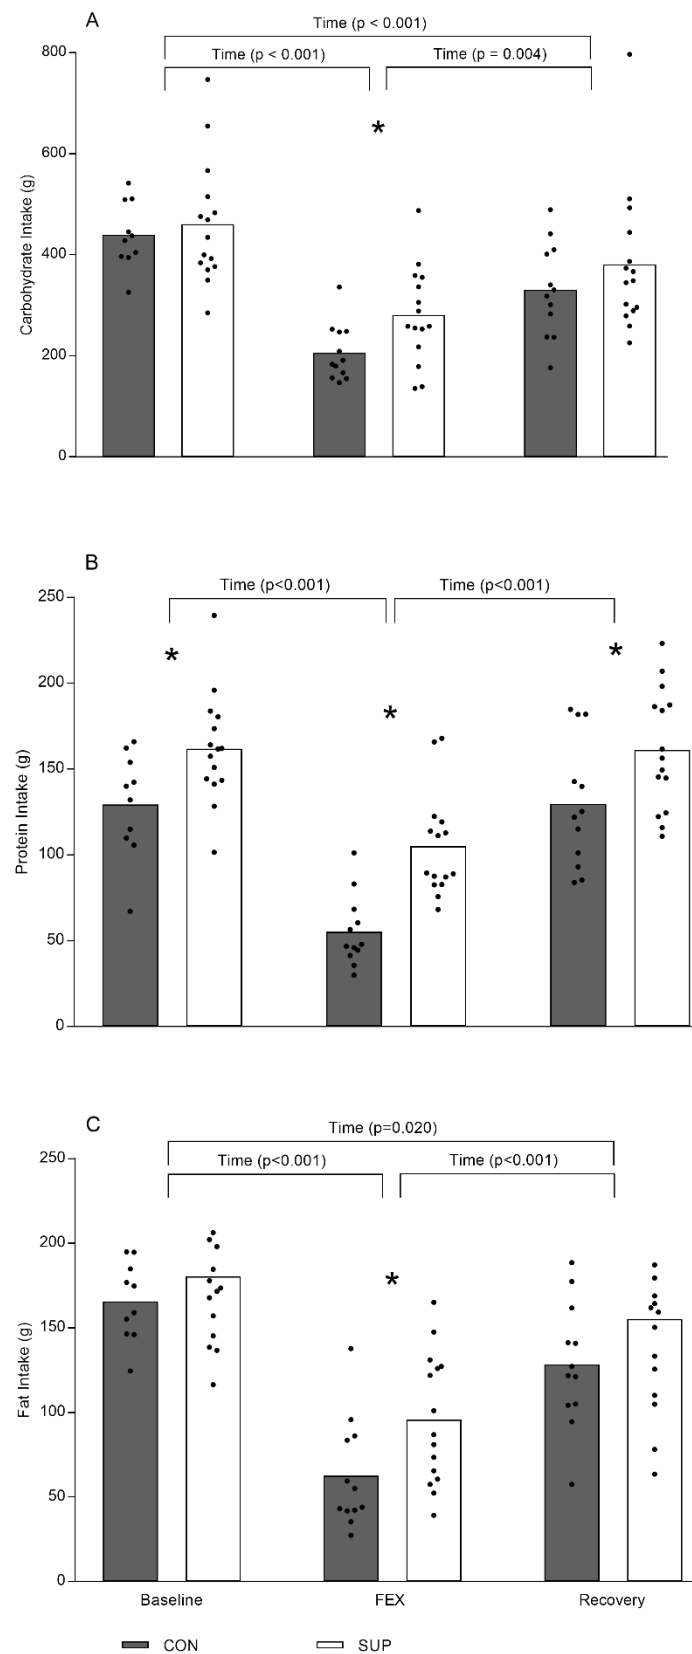 A
Time (p < 0.001)
Time (p < 0.001) Time (p = 0.004)
800
600
400
200
0
Carbohydrate Intake (g)
*
B
Time (p<0.001) Time (p<0.001)
250
200
150
100
50
0
Protein Intake (g)
* * *
C
Time (p=0.020)
Time (p<0.001) Time (p<0.001)
250
200
150
100
50
0
Fat Intake (g)
*
Baseline FEX Recovery
CON SUP